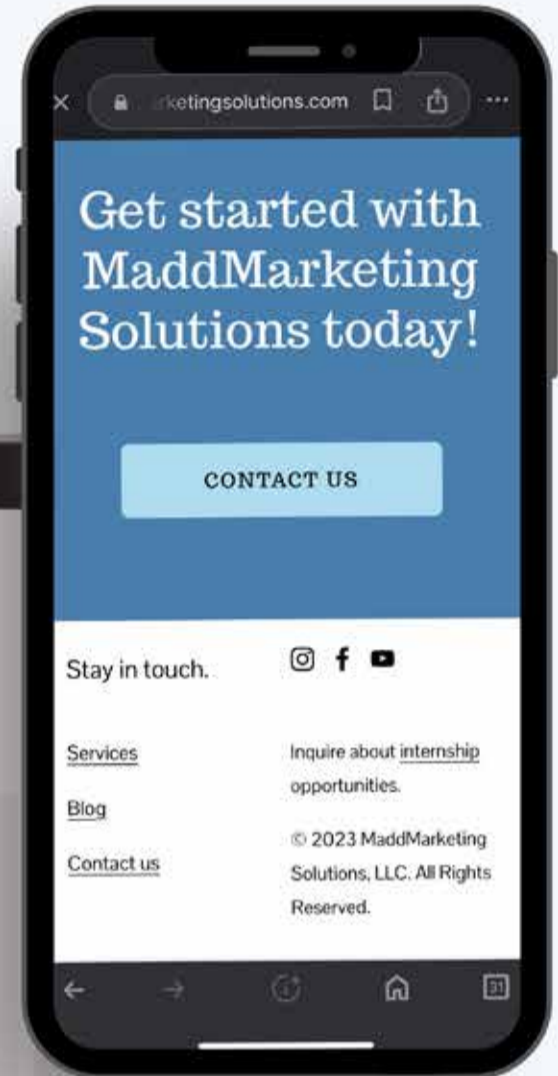 rketingsolutions.com
Get started with
MaddMarketing
Solutions today!
CONTACT US
Stay in touch.
Services
Blog
Contact us
Inquire about internship
opportunities.
© 2023 MaddMarketing
Solutions, LLC. All Rights
Reserved.
31